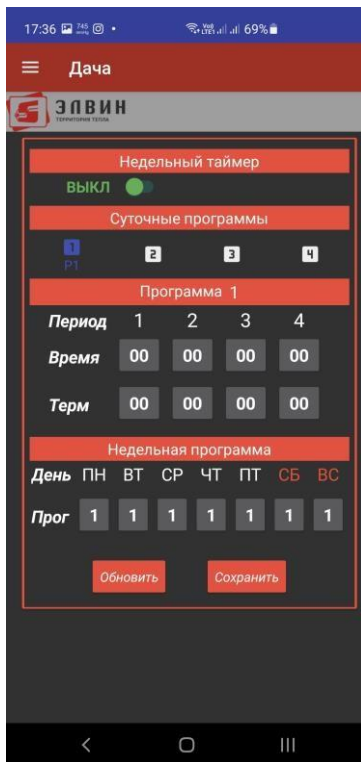 17:36 69%
Дача
ЭЛВИН
ТЕРРИТОРИЯ ТЕПЛА
Недельный таймер
ВЫКЛ
Суточные программы
1 2 3 4
P1
Программа 1
Период 1 2 3 4
Время 00 00 00 00
Терм 00 00 00 00
Недельная программа
День ПН ВТ СР ЧТ ПТ СБ ВС
Прог 1 1 1 1 1 1 1
Обновить Сохранить